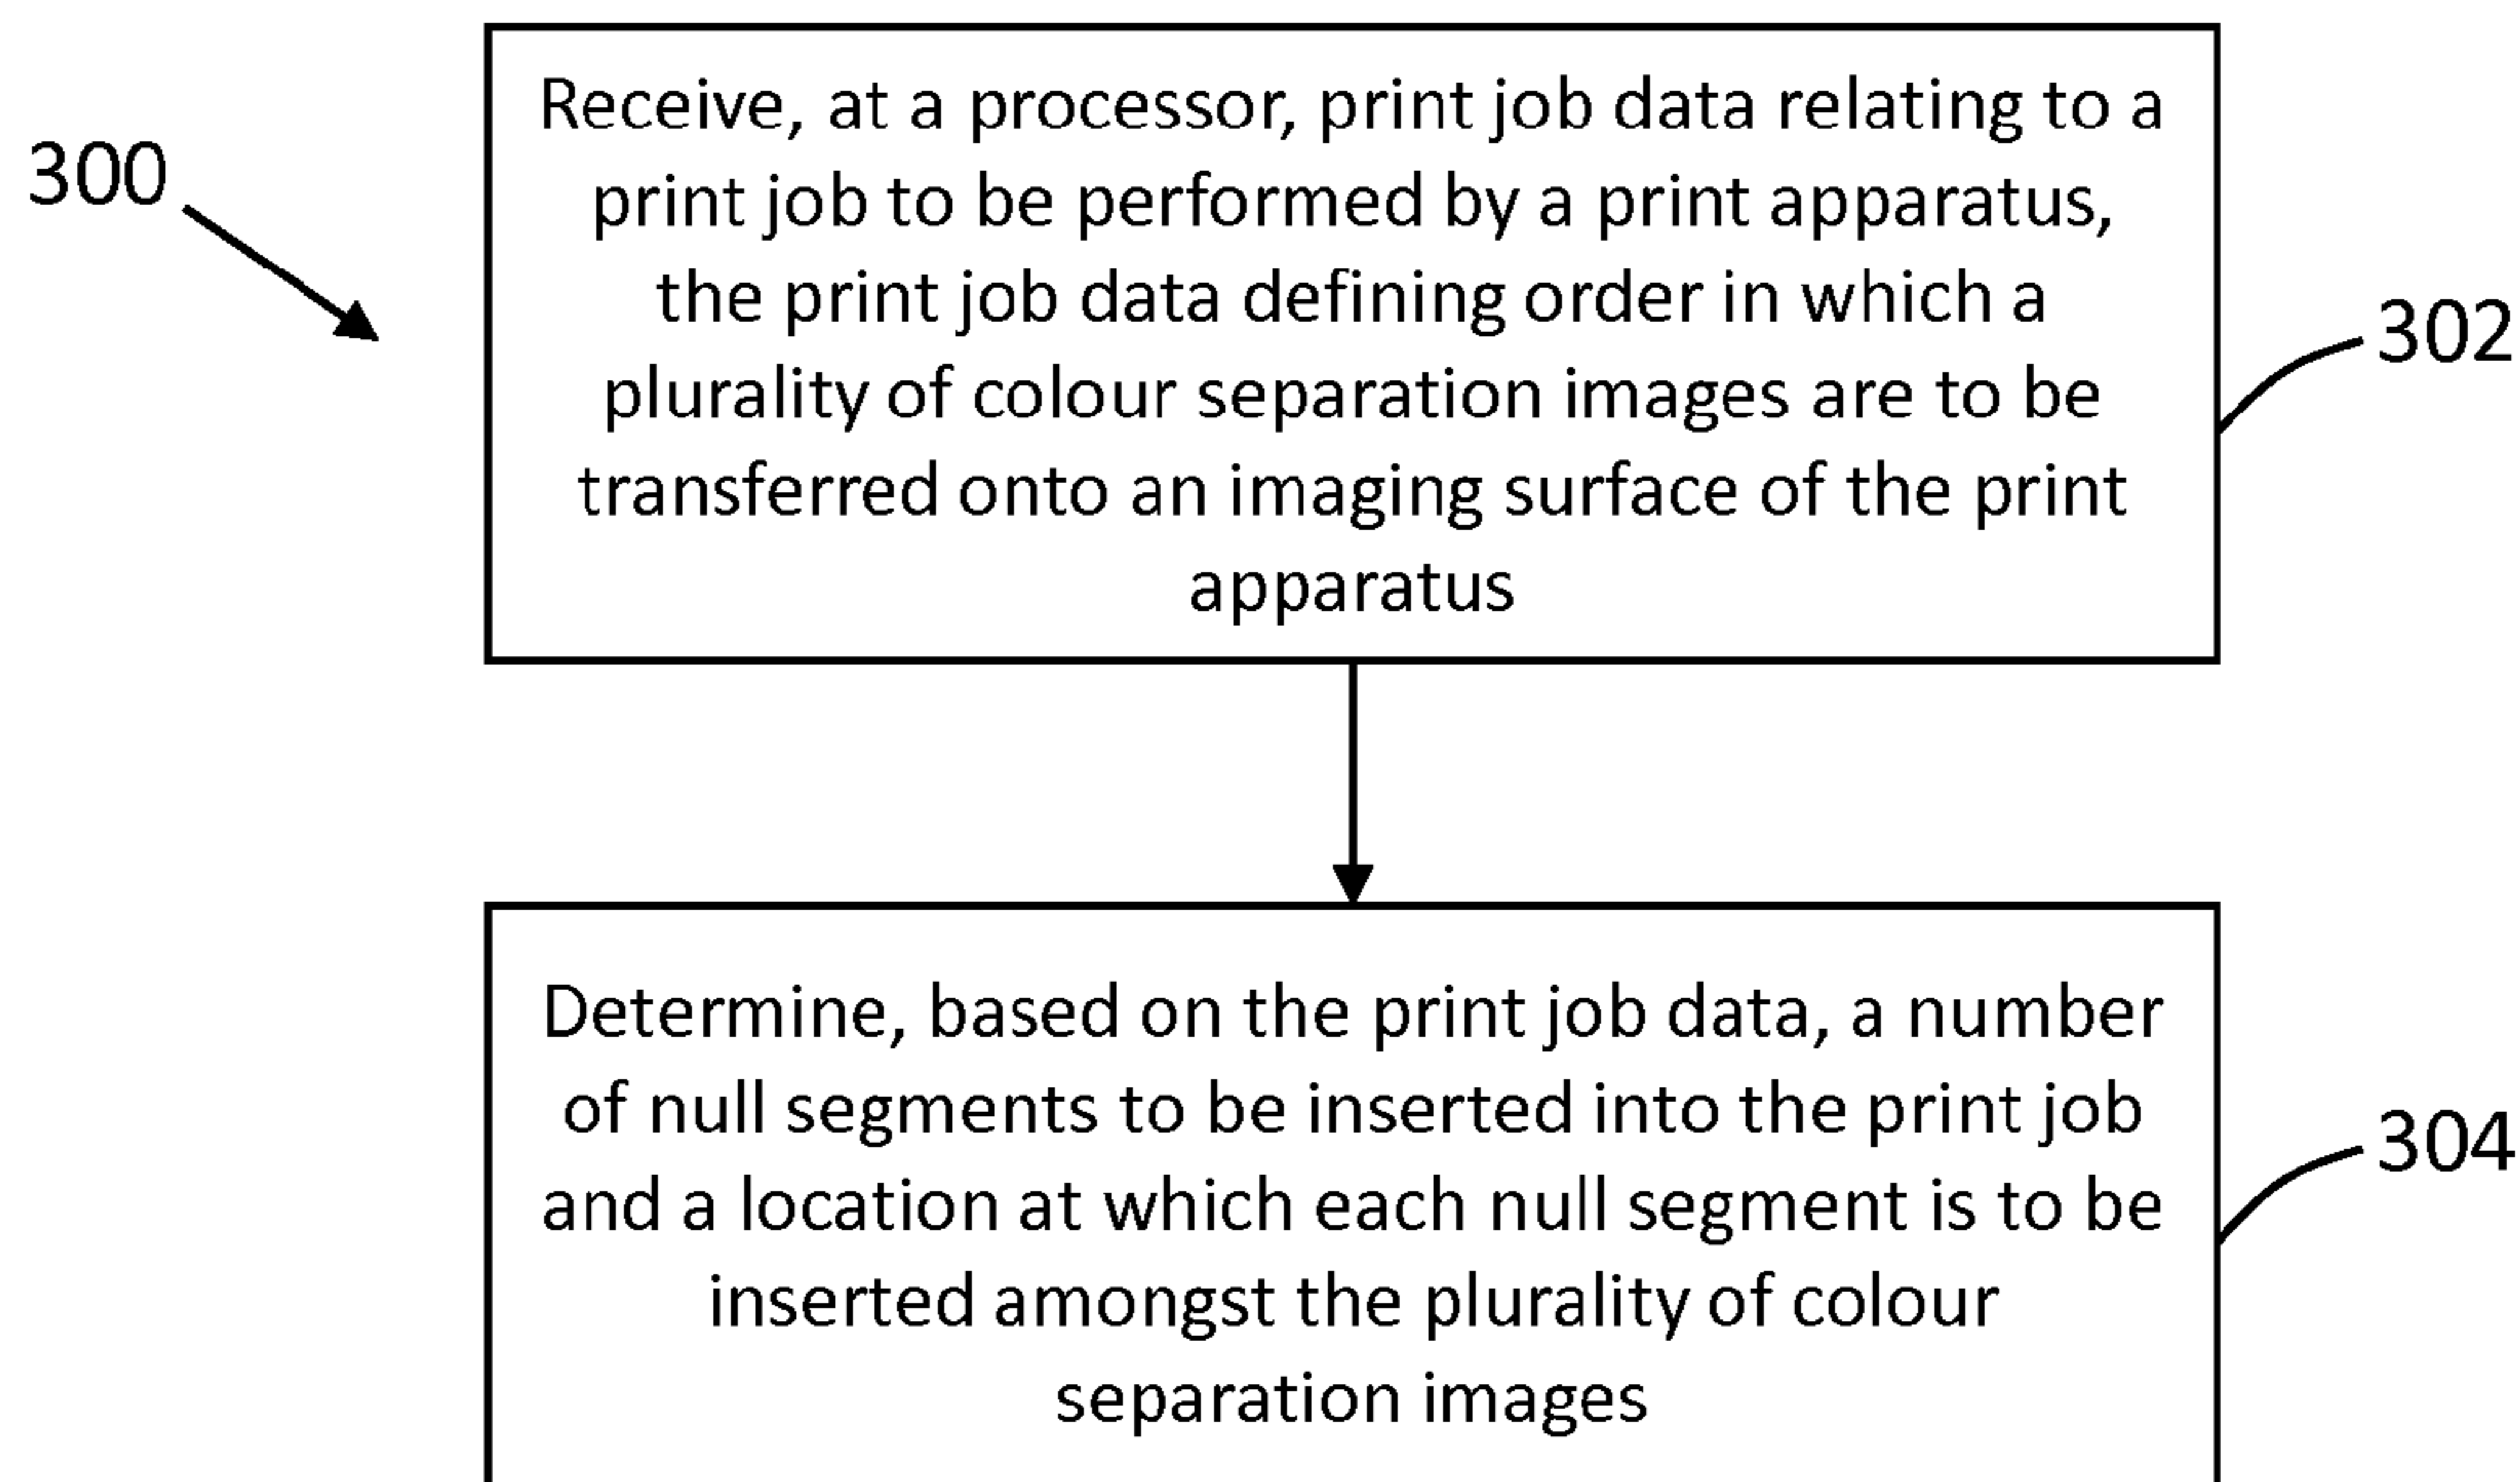 300
Receive, at a processor, print job data relating to a
print job to be performed by a print apparatus,
the print job data defining order in which a
plurality of colour separation images are to be
transferred onto an imaging surface of the print
apparatus
302
Determine, based on the print job data, a number
of null segments to be inserted into the print job
and a location at which each null segment is to be
inserted amongst the plurality of colour
separation images
304